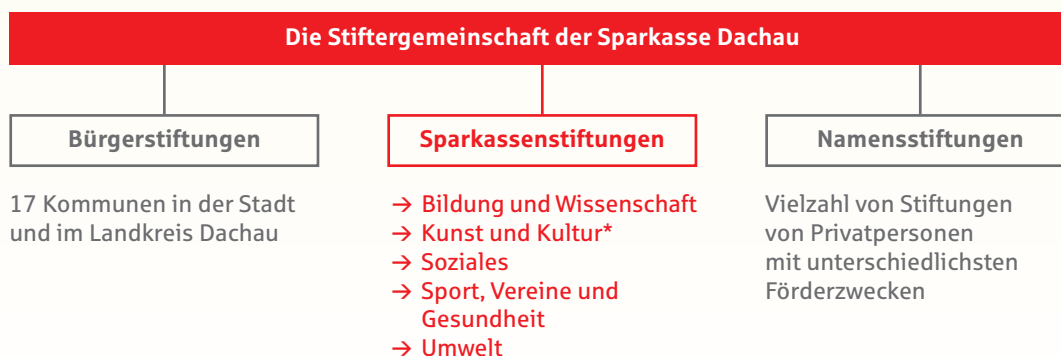 Die Stiftergemeinschaft der Sparkasse Dachau
Bürgerstiftungen
17 Kommunen in der Stadt
und im Landkreis Dachau
Sparkassenstiftungen
→ Bildung und Wissenschaft
→ Kunst und Kultur*
→ Soziales
→ Sport, Vereine und
Gesundheit
→ Umwelt
Namensstiftungen
Vielzahl von Stiftungen
von Privatpersonen
mit unterschiedlichsten
Förderzwecken